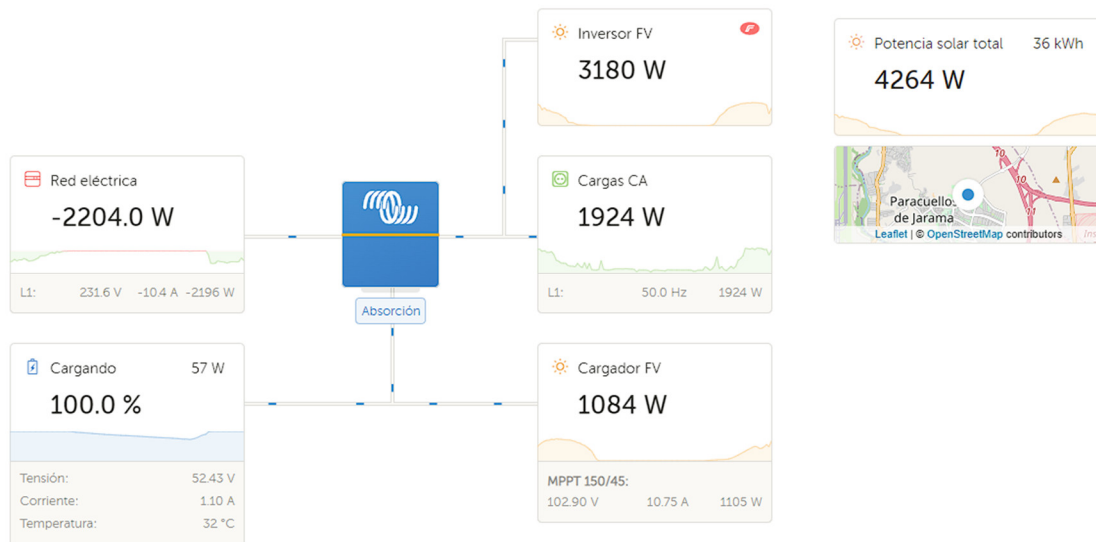 Inversor FV
3180 W
Potencia solar total 36 kWh
4264 W
Red eléctrica
-2204.0 W
L1: 231.6 V -10.4 A -2196 W
Absorción
Cargas CA
1924 W
L1: 50.0 Hz 1924 W
10
10
11
Paracuellos
de Jarama
Leaflet | © OpenStreetMap contributors
Cargando 57 W
100.0 %
Tensión: 52.43 V
Corriente: 1.10 A
Temperatura: 32 °C
Cargador FV
1084 W
MPPT 150/45:
102.90 V 10.75 A 1105 W